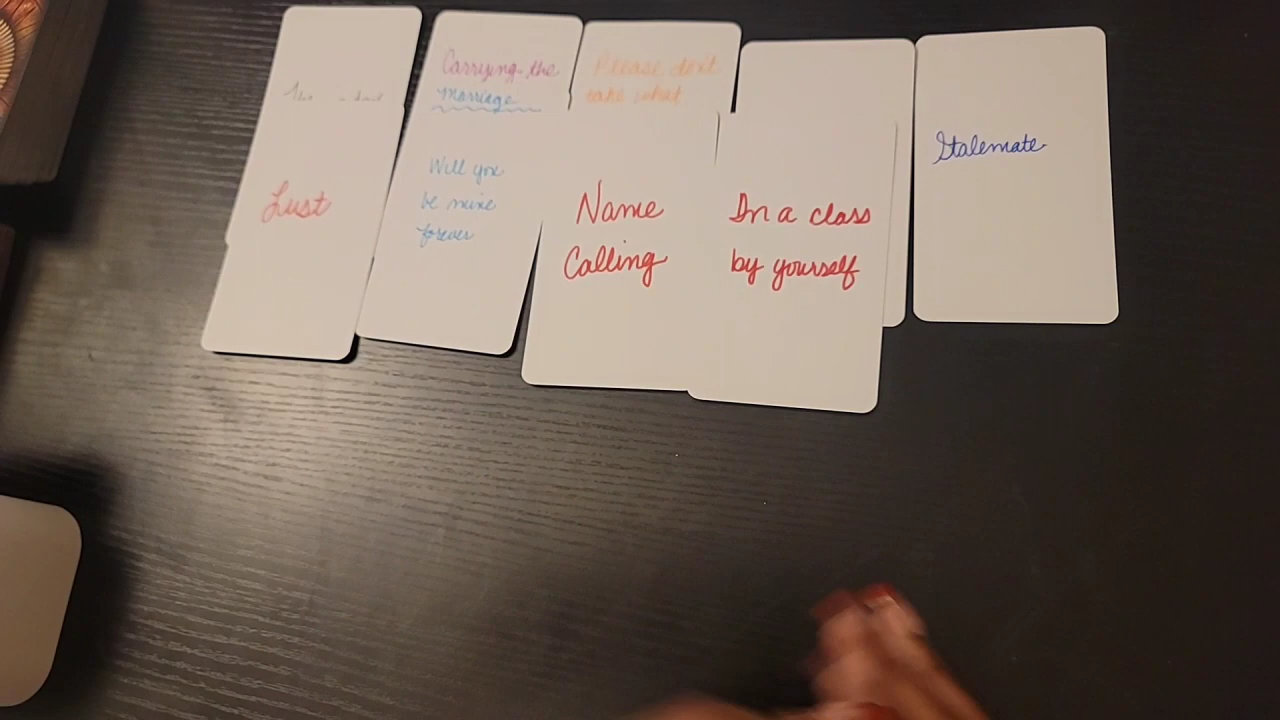 Lust
Carrying the
Marriage
Will you
be mine
forever
Please don't
take what
Name
Calling
In a class
by yourself
Stalemate